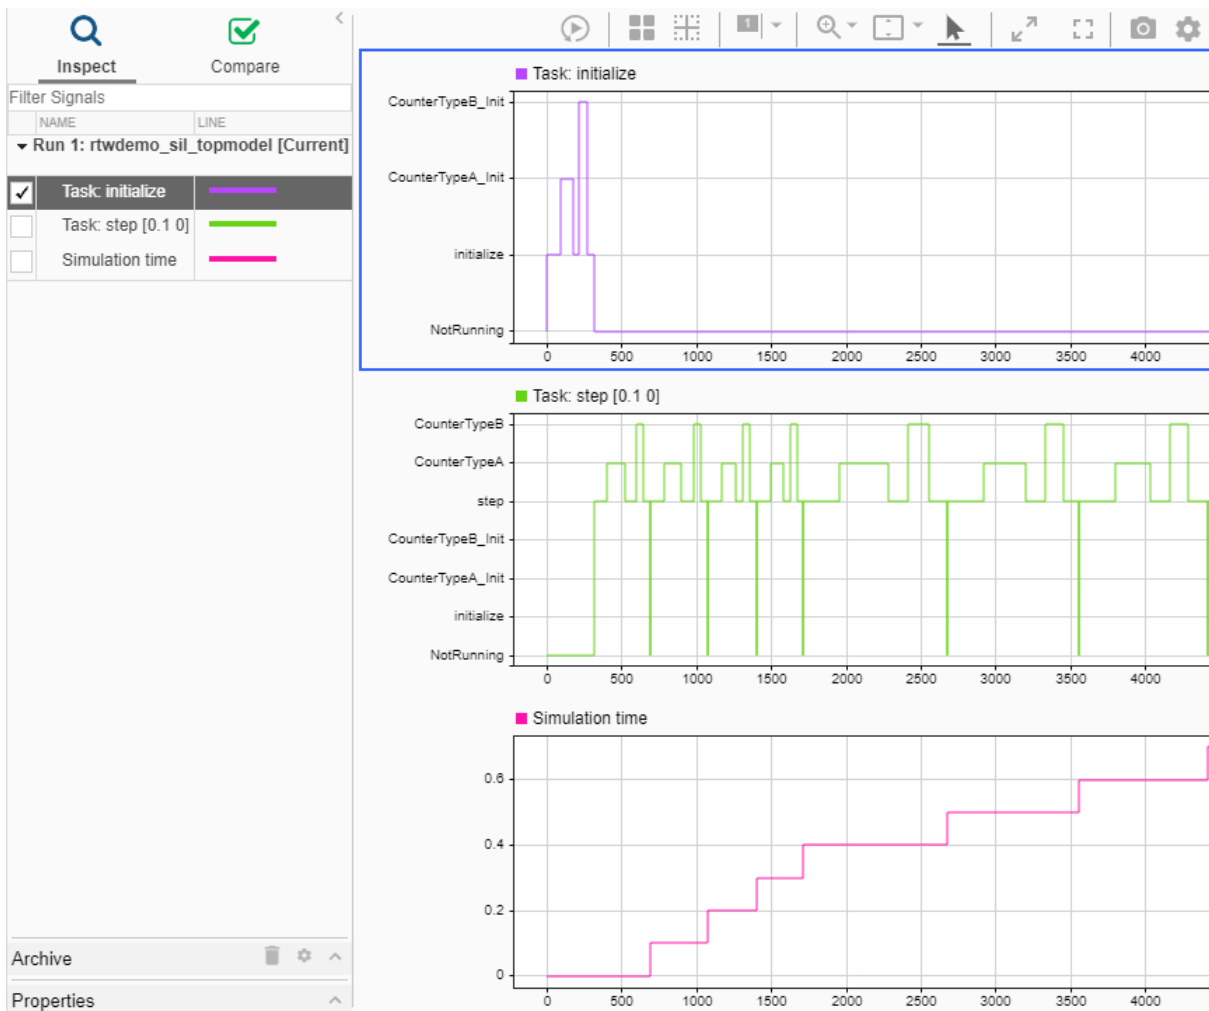 Inspect
Compare
Filter Signals
NAME LINE
Run 1: rtwdemo_sil_topmodel [Current]
Task: initialize
Task: step [0.1 0]
Simulation time
Archive
Properties
1
Task: initialize
CounterTypeB_Init
CounterTypeA_Init
initialize
NotRunning
0 500 1000 1500 2000 2500 3000 3500 4000
Task: step [0.1 0]
CounterTypeB
CounterTypeA
step
CounterTypeB_Init
CounterTypeA_Init
initialize
NotRunning
0 500 1000 1500 2000 2500 3000 3500 4000
Simulation time
0.6
0.4
0.2
0
0 500 1000 1500 2000 2500 3000 3500 4000